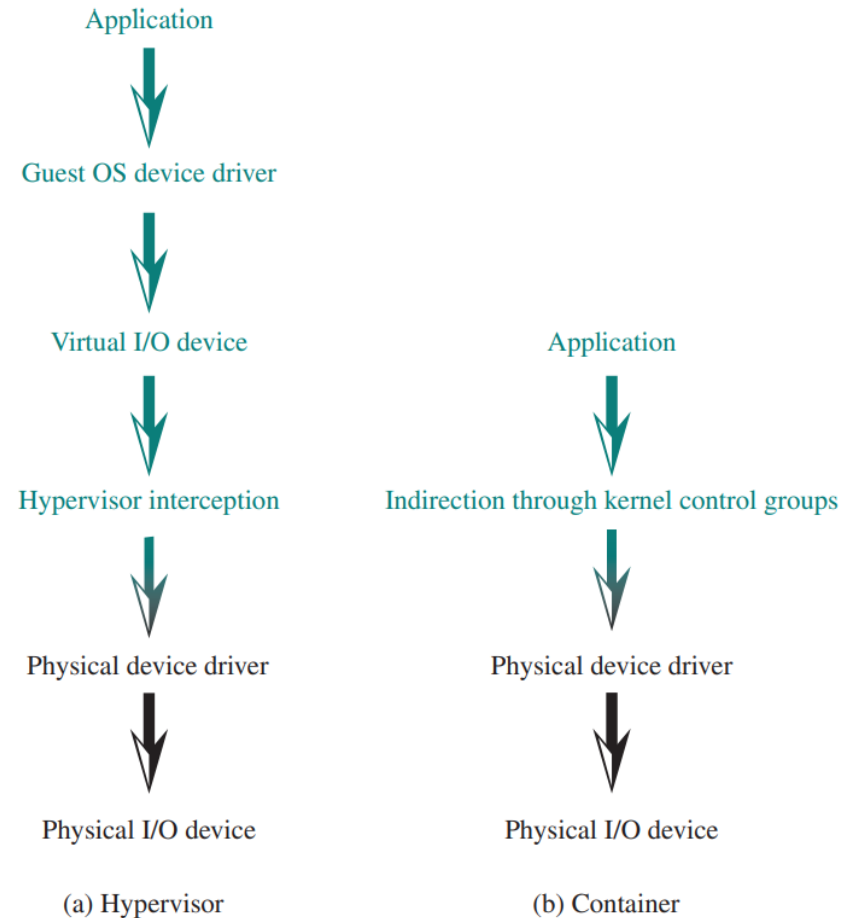 Application
Guest OS device driver
Virtual I/O device
Hypervisor interception
Physical device driver
Physical I/O device
(a) Hypervisor
Application
Indirection through kernel control groups
Physical device driver
Physical I/O device
(b) Container